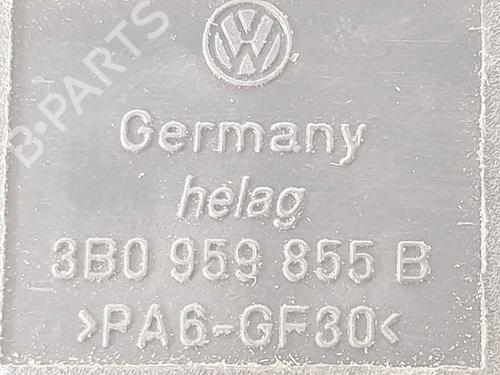 B-PARTS
Germany
helag
3B0 959 855 B
>PA6-GF30<